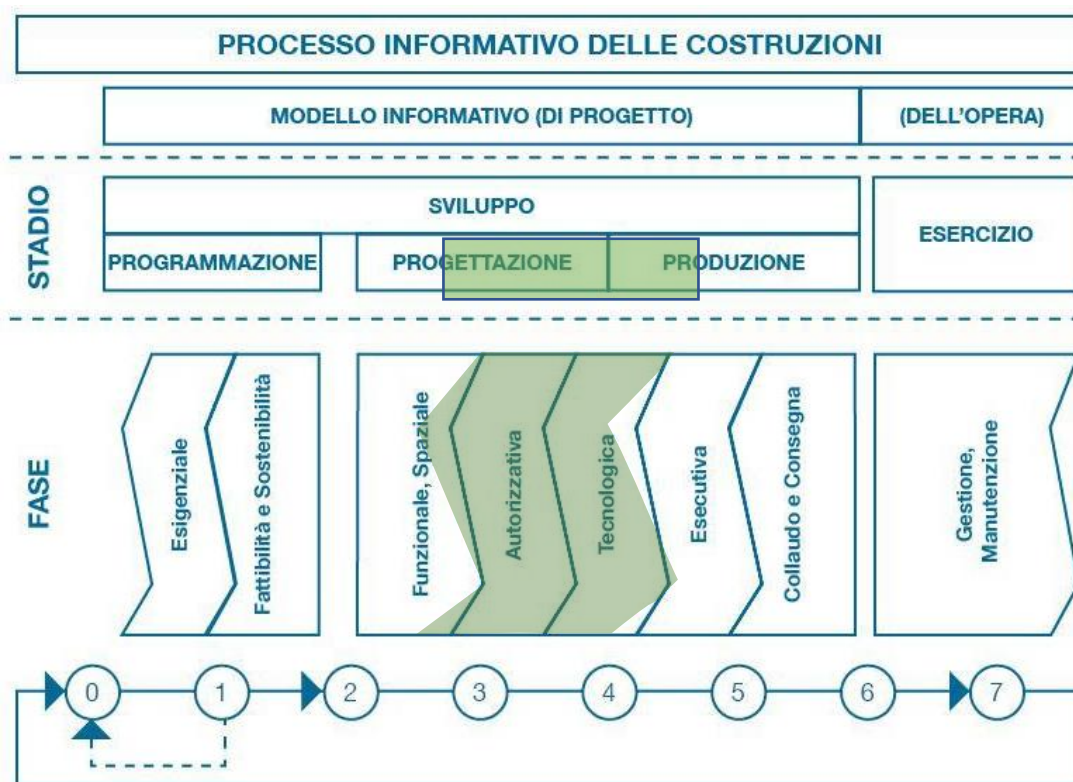 PROCESSO INFORMATIVO DELLE COSTRUZIONI
MODELLO INFORMATIVO (DI PROGETTO)
(DELL'OPERA)
STADIO
SVILUPPO
ESERCIZIO
PROGRAMMAZIONE
PROGETTAZIONE
PRODUZIONE
FASE
Esigenziale
Fattibilità e Sostenibilità
Funzionale, Spaziale
Autorizzativa
Tecnologica
Esecutiva
Collaudo e Consegna
Gestione,
Manutenzione
0
1
2
3
4
5
6
7